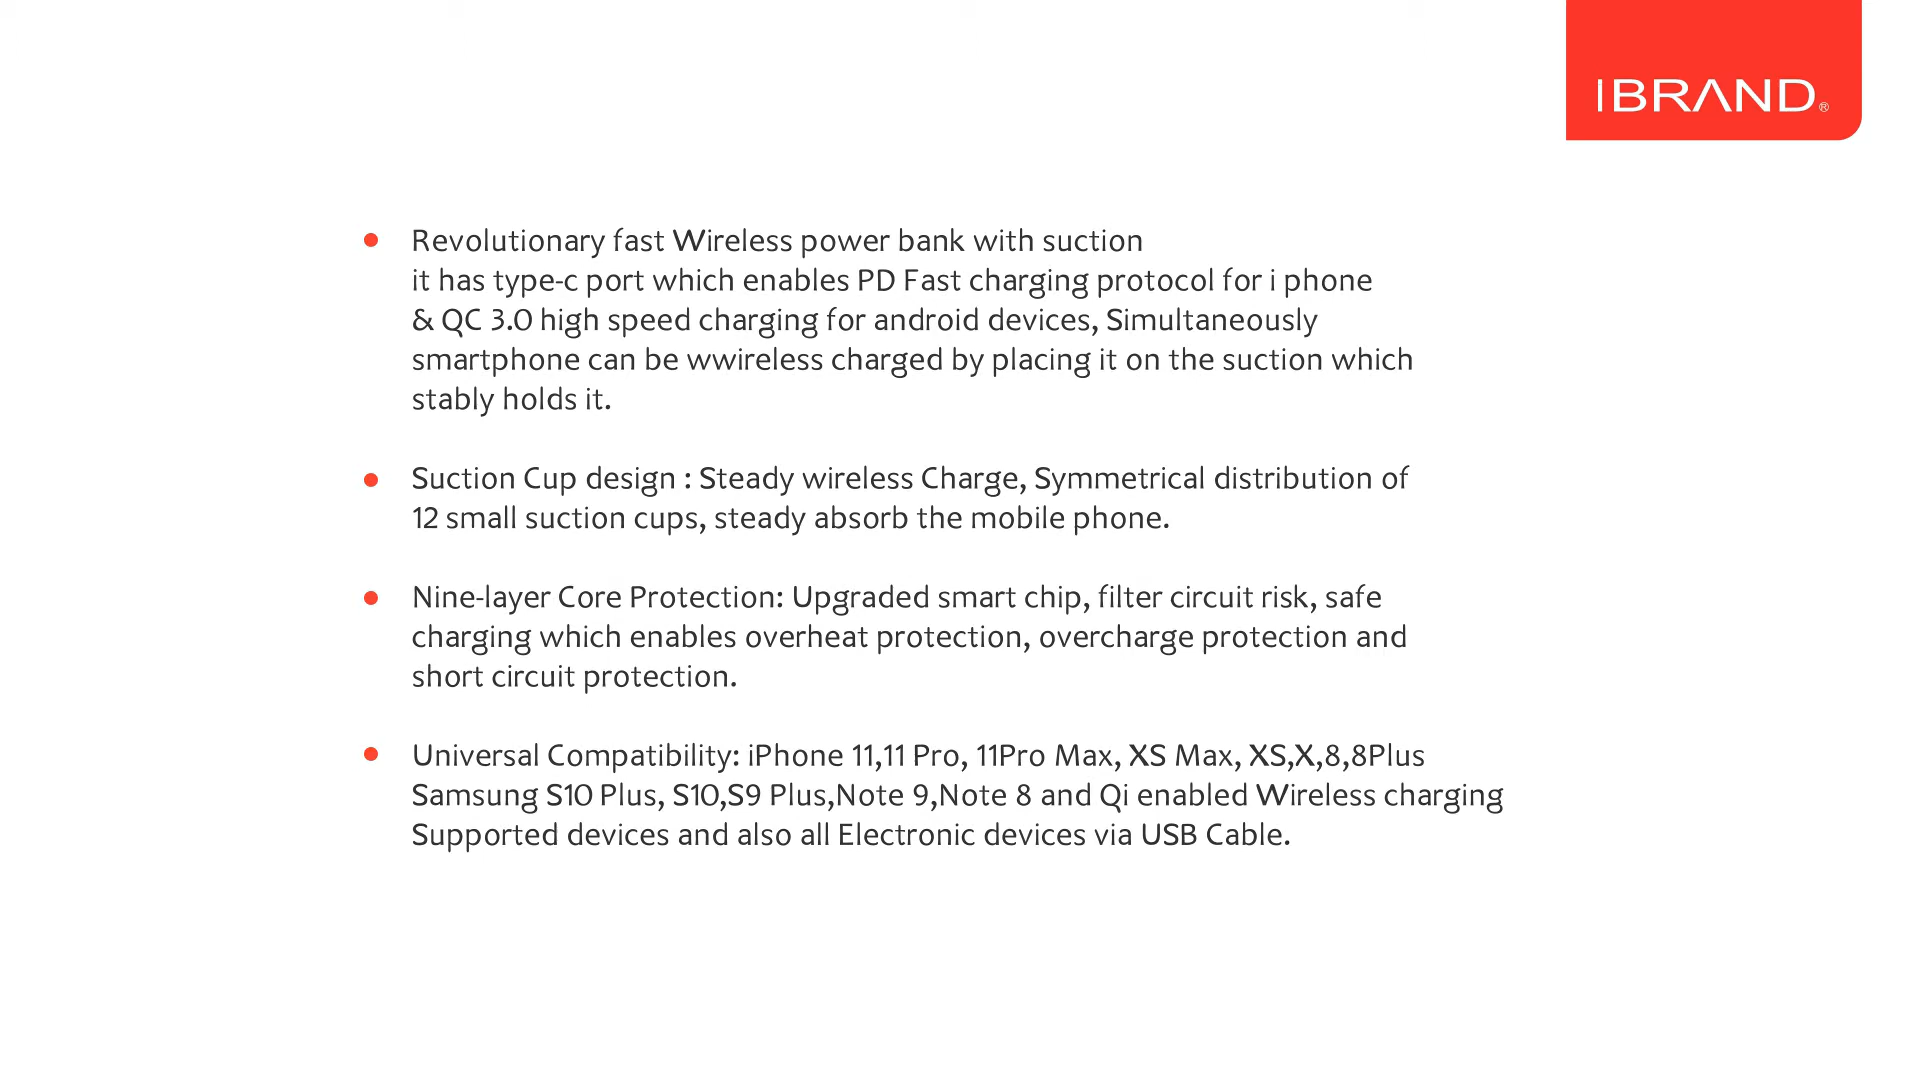 IBRAND®
Revolutionary fast Wireless power bank with suction
it has type-c port which enables PD Fast charging protocol for i phone
& QC 3.0 high speed charging for android devices, Simultaneously
smartphone can be wwireless charged by placing it on the suction which
stably holds it.
Suction Cup design : Steady wireless Charge, Symmetrical distribution of
12 small suction cups, steady absorb the mobile phone.
Nine-layer Core Protection: Upgraded smart chip, filter circuit risk, safe
charging which enables overheat protection, overcharge protection and
short circuit protection.
Universal Compatibility: iPhone 11,11 Pro, 11Pro Max, XS Max, XS,X,8,8Plus
Samsung S10 Plus, S10,S9 Plus,Note 9,Note 8 and Qi enabled Wireless charging
Supported devices and also all Electronic devices via USB Cable.